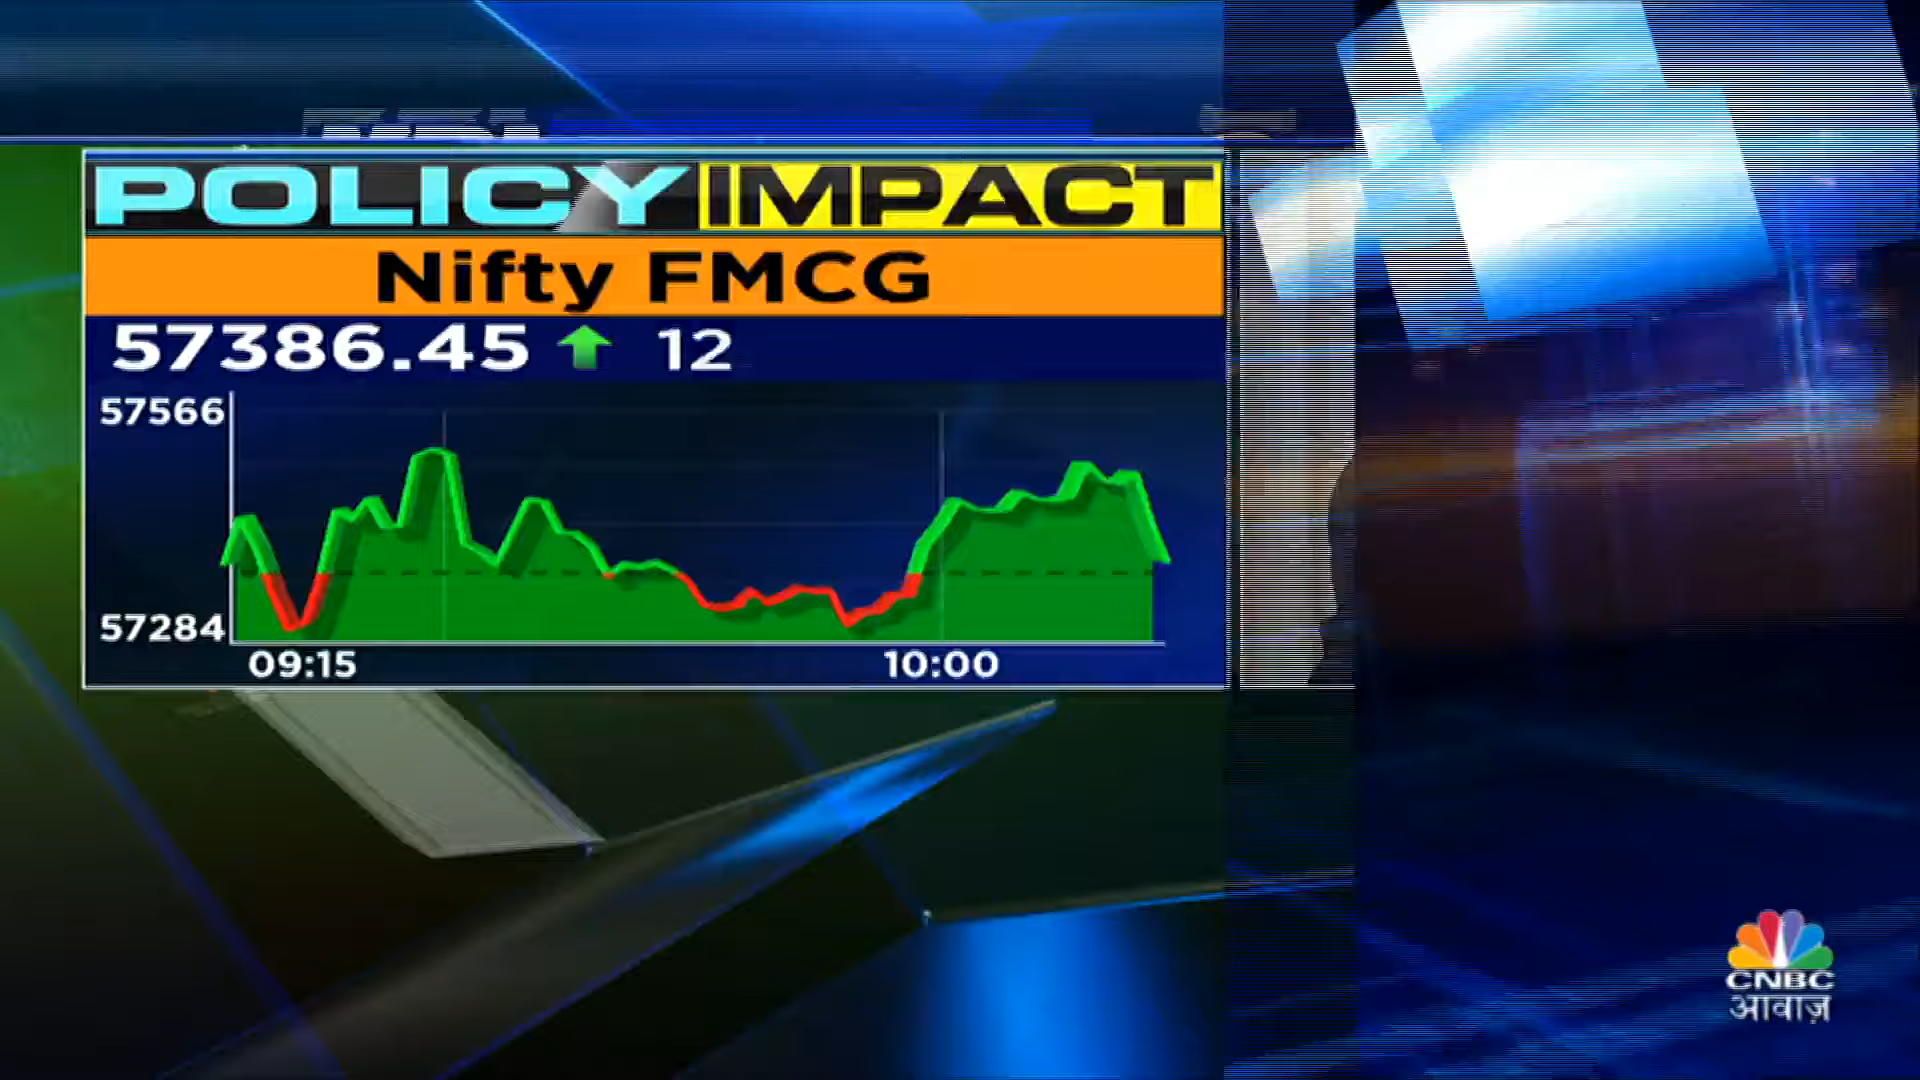 POLICY IMPACT
Nifty FMCG
57386.45 12
57566
57284
09:15 10:00
CNBC
आवाज़